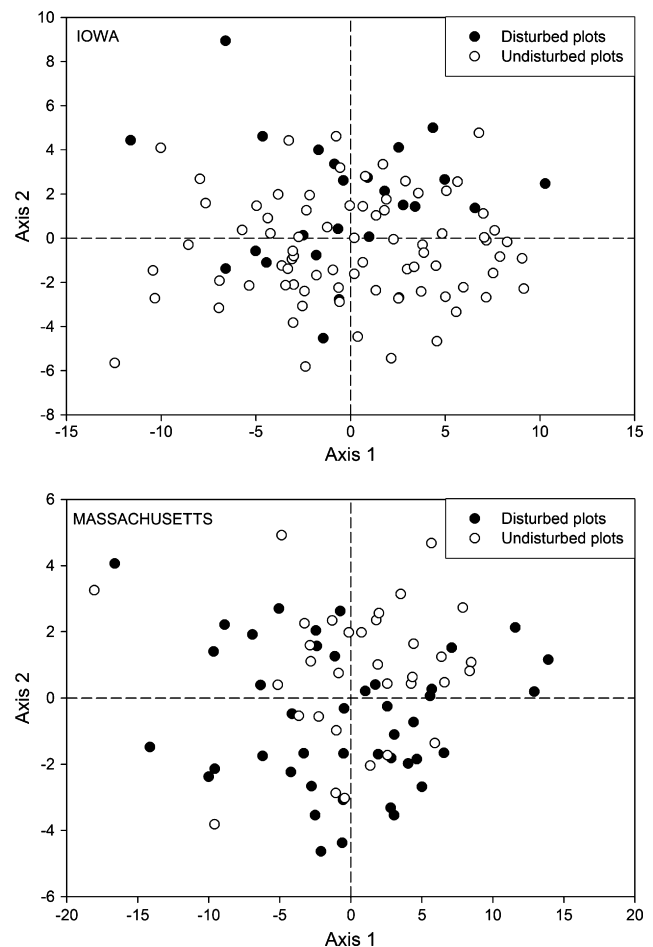 10
IOWA
Disturbed plots
Undisturbed plots
8
6
4
2
0
-2
-4
-6
-8
Axis 2
-15 -10 -5 0 5 10 15
Axis 1
6
MASSACHUSETTS
Disturbed plots
Undisturbed plots
4
2
0
-2
-4
-6
Axis 2
-20 -15 -10 -5 0 5 10 15 20
Axis 1